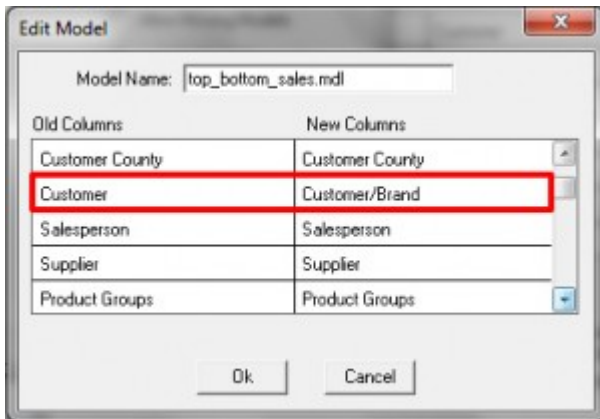 Edit Model
Model Name: top_bottom_sales.mdl
Old Columns New Columns
Customer County Customer County
Customer Customer/Brand
Salesperson Salesperson
Supplier Supplier
Product Groups Product Groups
Ok Cancel